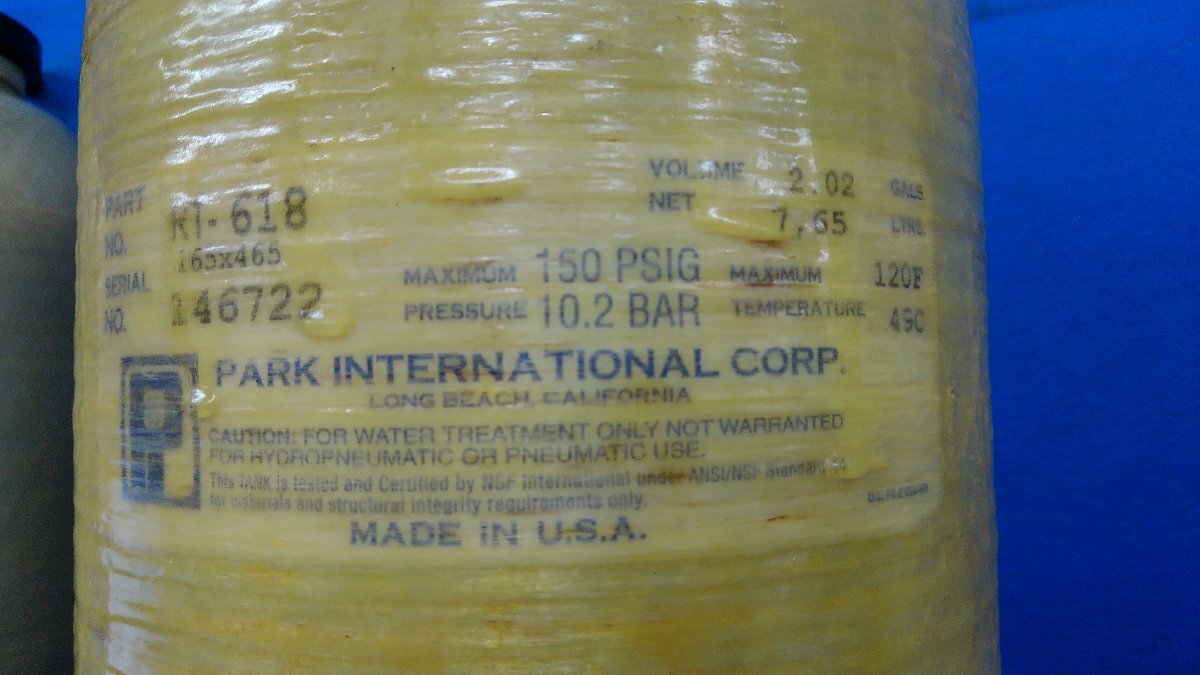 PART NO. RT-618
165x465
SERIAL NO. 146722
VOLUME NET 2.02 GALS.
7,65 LTRS.
MAXIMUM PRESSURE 150 PSIG
10.2 BAR
MAXIMUM TEMPERATURE 120F
49C
P
PARK INTERNATIONAL CORP.
LONG BEACH, CALIFORNIA
CAUTION: FOR WATER TREATMENT ONLY NOT WARRANTED
FOR HYDROPNEUMATIC OR PNEUMATIC USE.
This TANK is tested and Certified by NSF International under ANSI/NSF Standard 44
for materials and structural integrity requirements only.
MADE IN U.S.A.